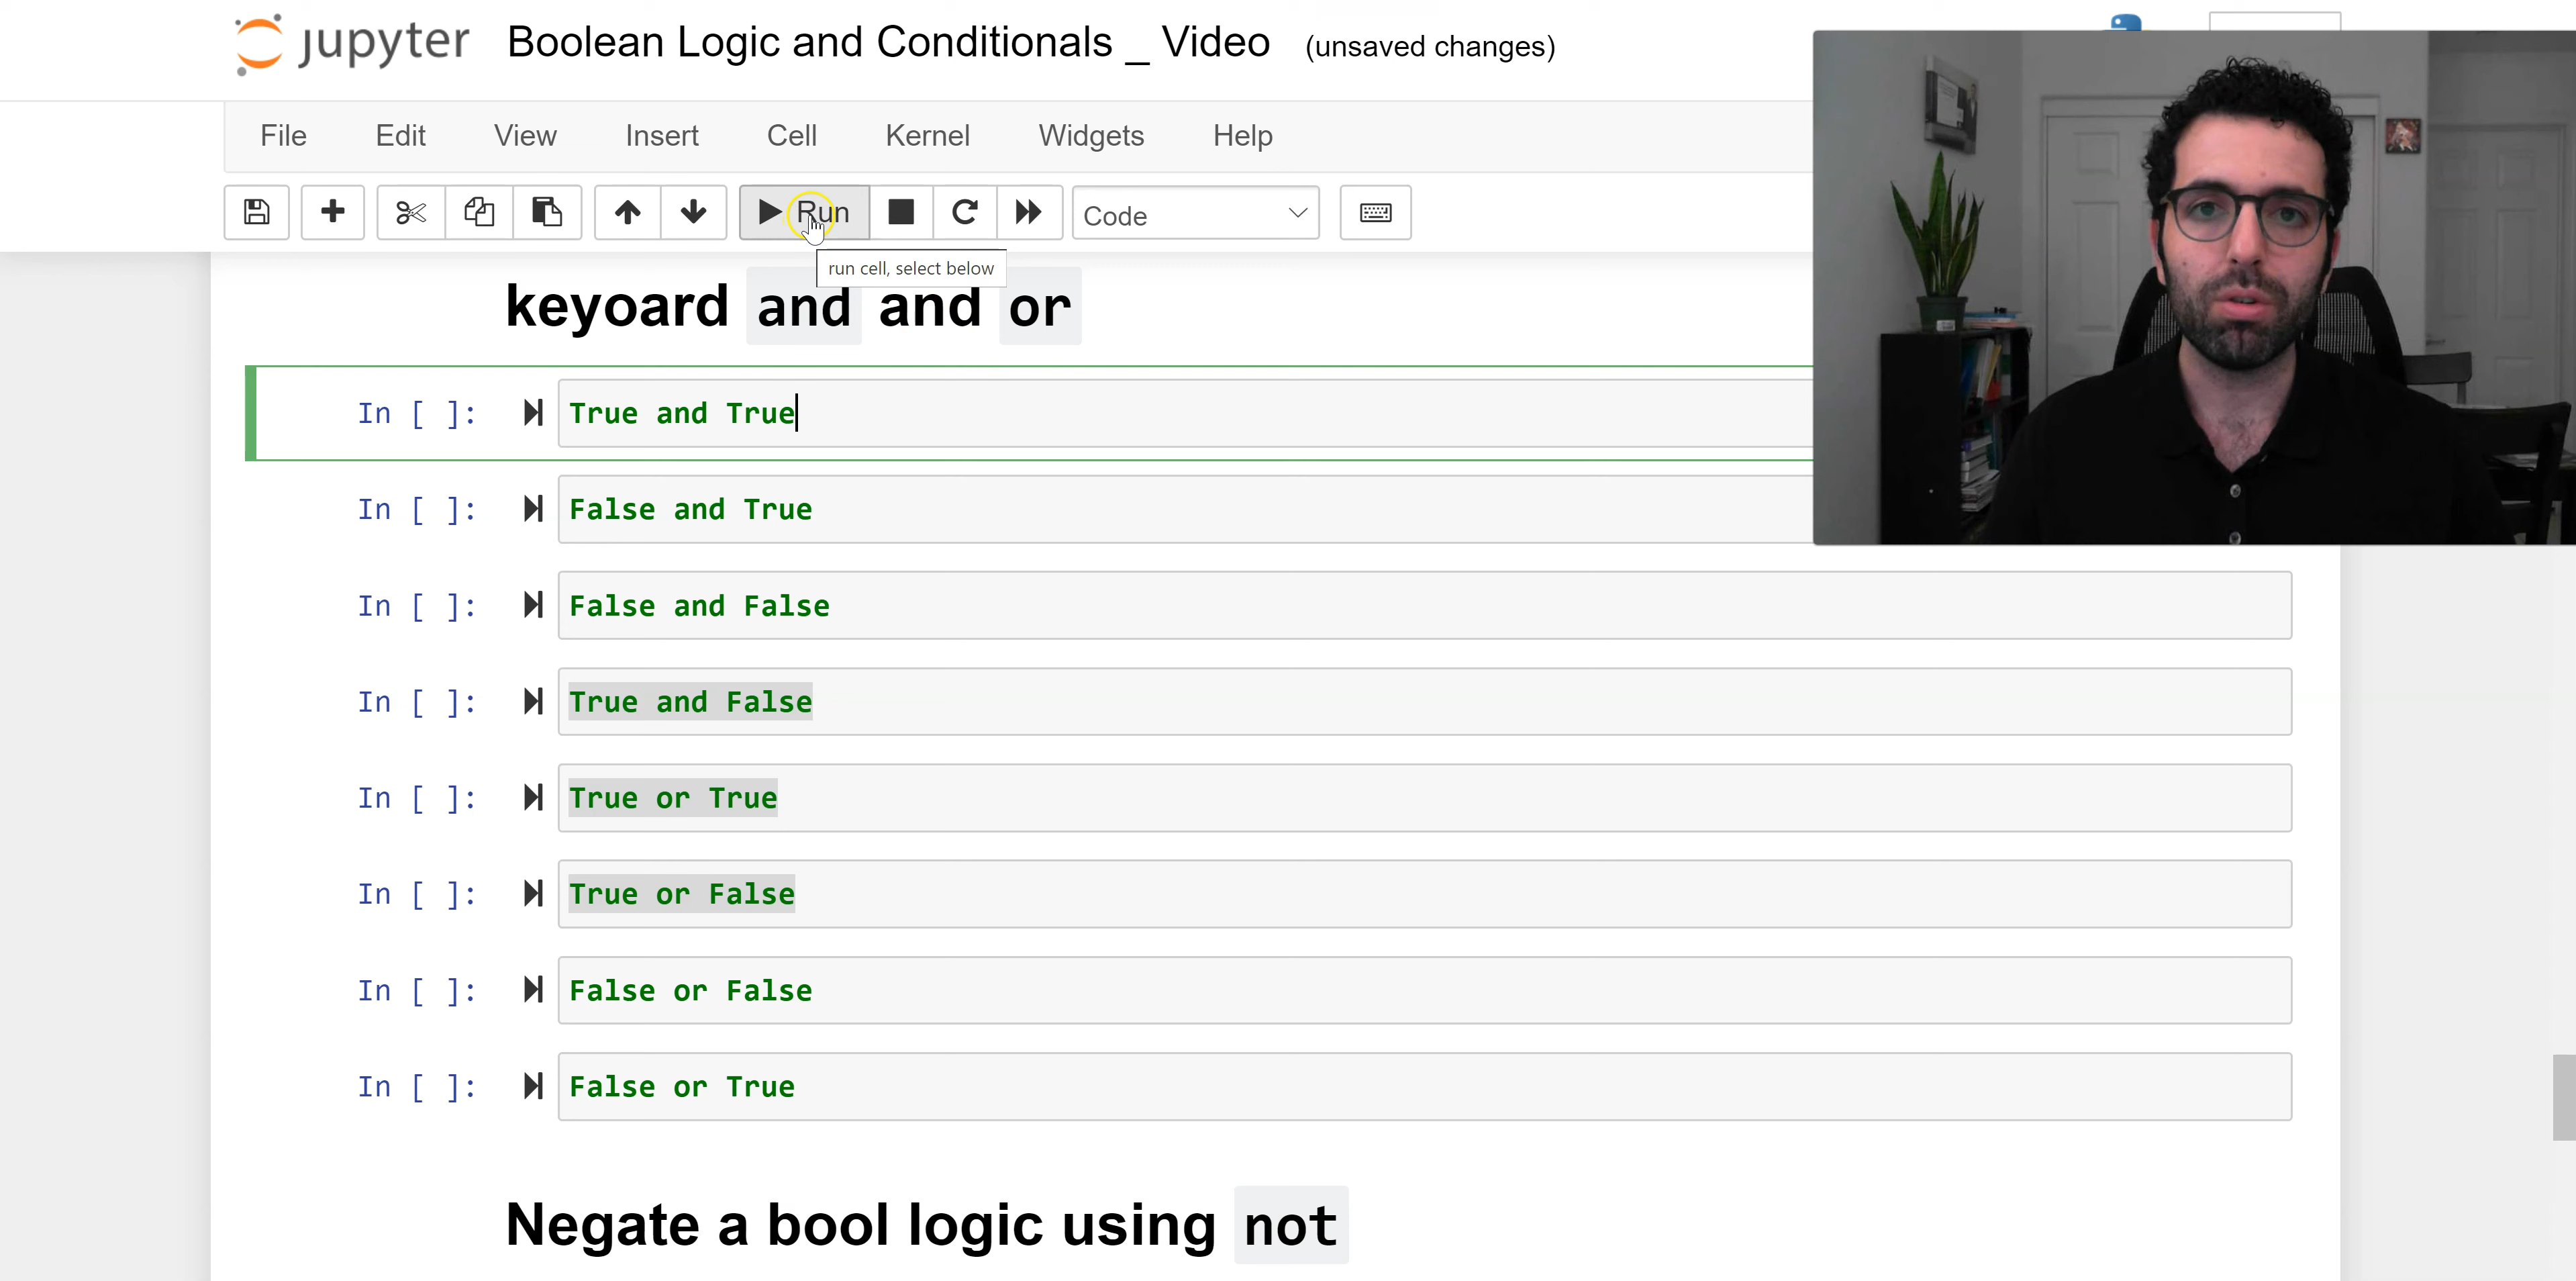 jupyter Boolean Logic and Conditionals _ Video (unsaved changes)
File Edit View Insert Cell Kernel Widgets Help
Run Code
run cell, select below
keyoard and and or
In [ ]: True and True
In [ ]: False and True
In [ ]: False and False
In [ ]: True and False
In [ ]: True or True
In [ ]: True or False
In [ ]: False or False
In [ ]: False or True
Negate a bool logic using not